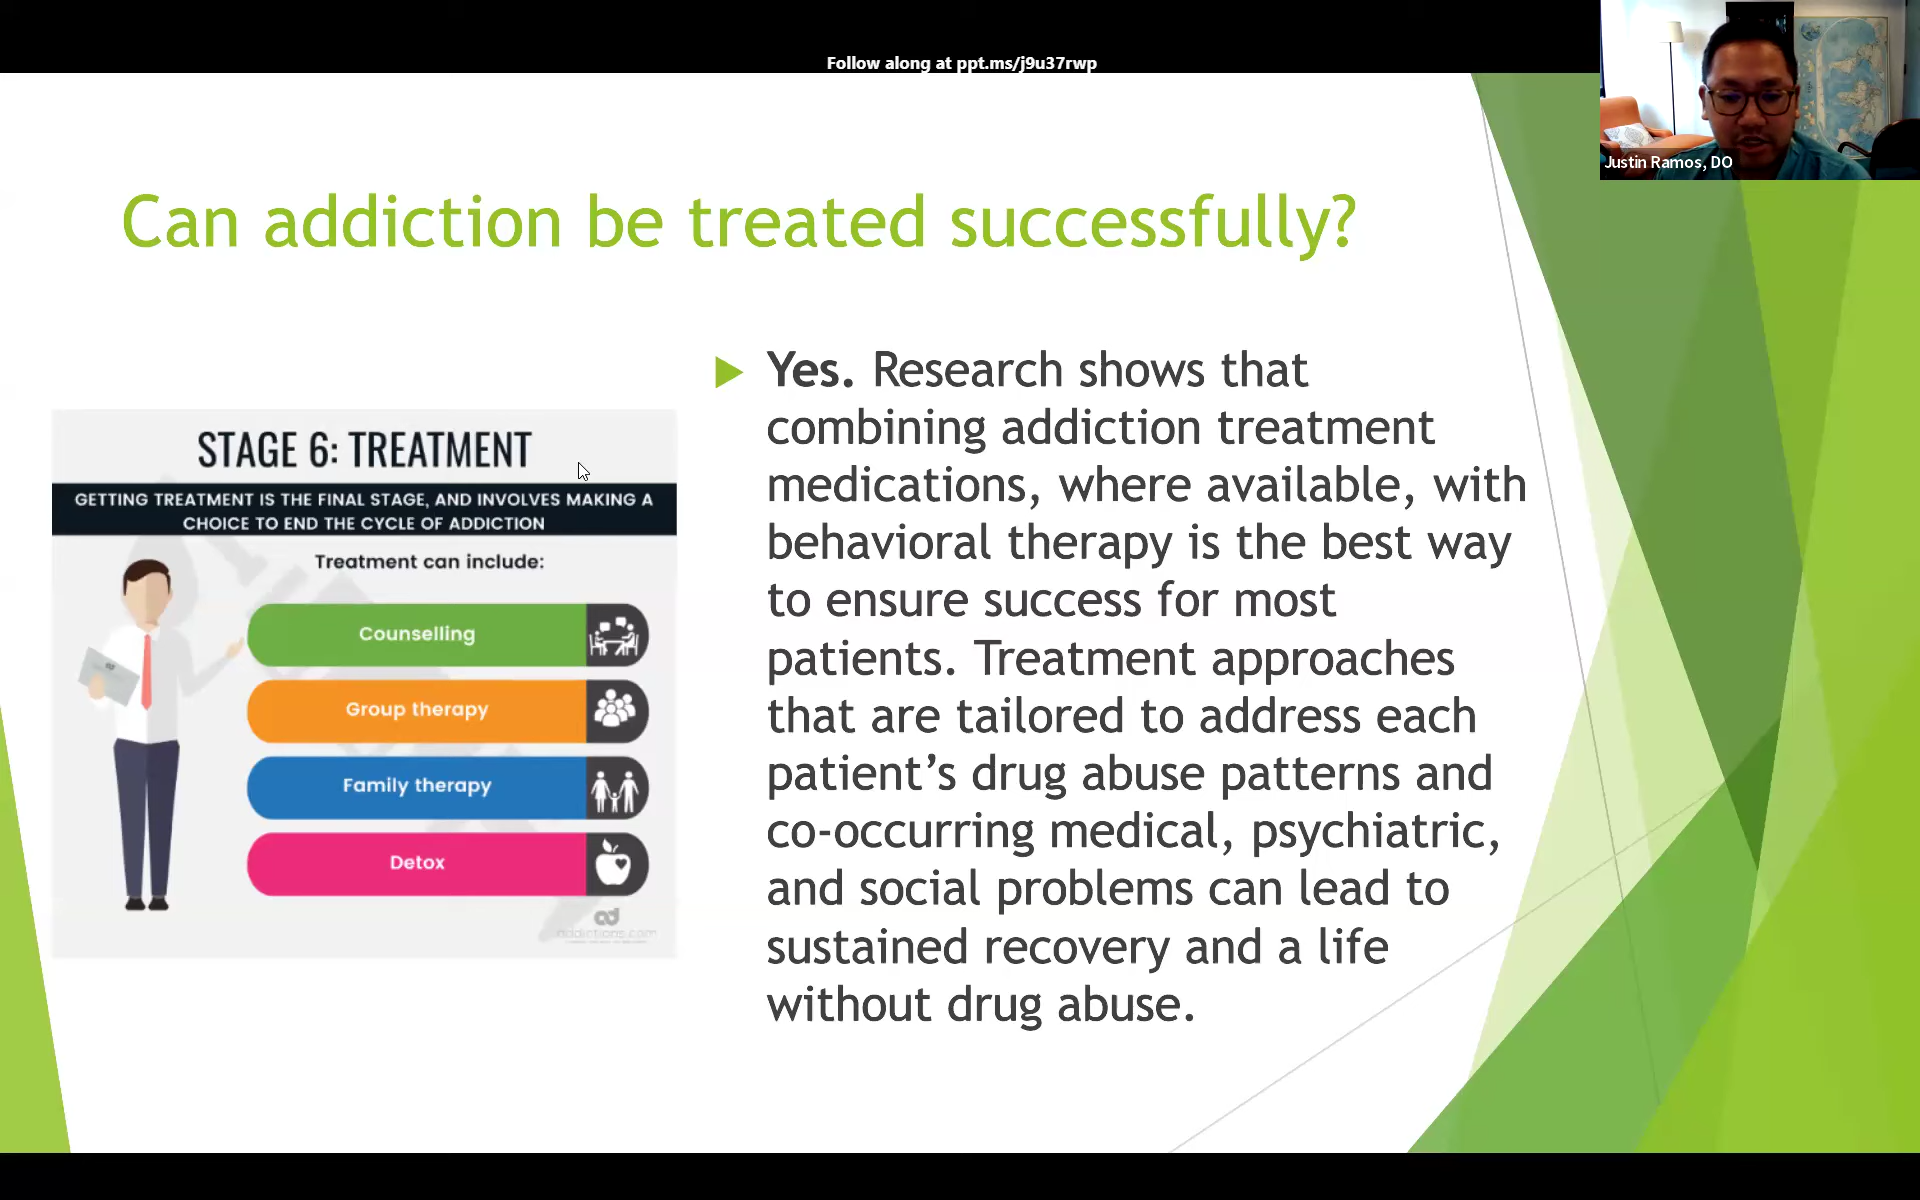 Follow along at ppt.ms/j9u37rwp
Justin Ramos, DO
Can addiction be treated successfully?
STAGE 6: TREATMENT
GETTING TREATMENT IS THE FINAL STAGE, AND INVOLVES MAKING A
CHOICE TO END THE CYCLE OF ADDICTION
Treatment can include:
Counselling
Group therapy
Family therapy
Detox
ad
addictions.com
Yes. Research shows that
combining addiction treatment
medications, where available, with
behavioral therapy is the best way
to ensure success for most
patients. Treatment approaches
that are tailored to address each
patient’s drug abuse patterns and
co-occurring medical, psychiatric,
and social problems can lead to
sustained recovery and a life
without drug abuse.